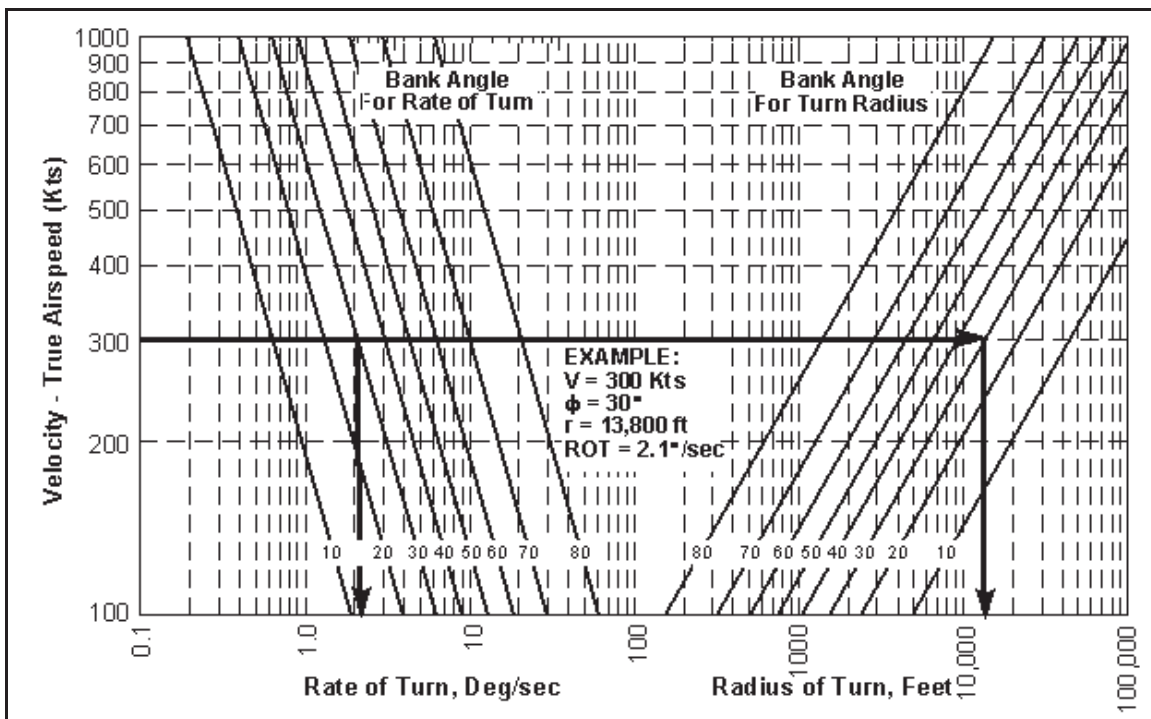 1000
900
800
700
600
500
400
300
200
100
Velocity - True Airspeed (Kts)
Bank Angle
For Rate of Turn
Bank Angle
For Turn Radius
EXAMPLE:
V = 300 Kts
ϕ = 30°
r = 13,800 ft
ROT = 2.1°/sec
10 20 30 40 50 60 70 80 80 70 60 50 40 30 20 10
0.1 1.0 10 100 1000 10,000 100,000
Rate of Turn, Deg/sec Radius of Turn, Feet